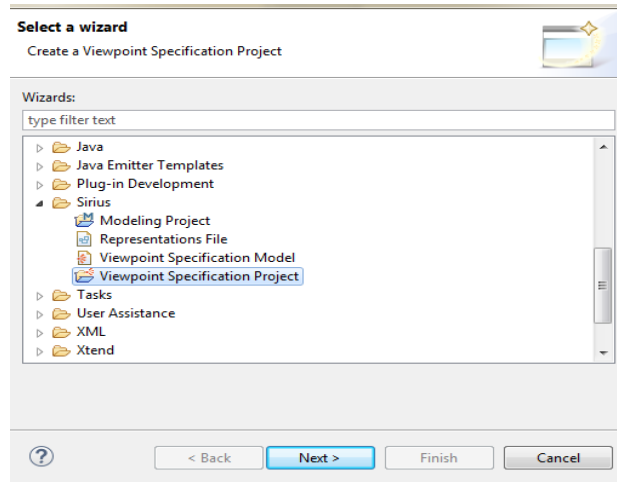 Select a wizard
Create a Viewpoint Specification Project
Wizards:
type filter text
Java
Java Emitter Templates
Plug-in Development
Sirius
Modeling Project
Representations File
Viewpoint Specification Model
Viewpoint Specification Project
Tasks
User Assistance
XML
Xtend
? < Back Next > Finish Cancel